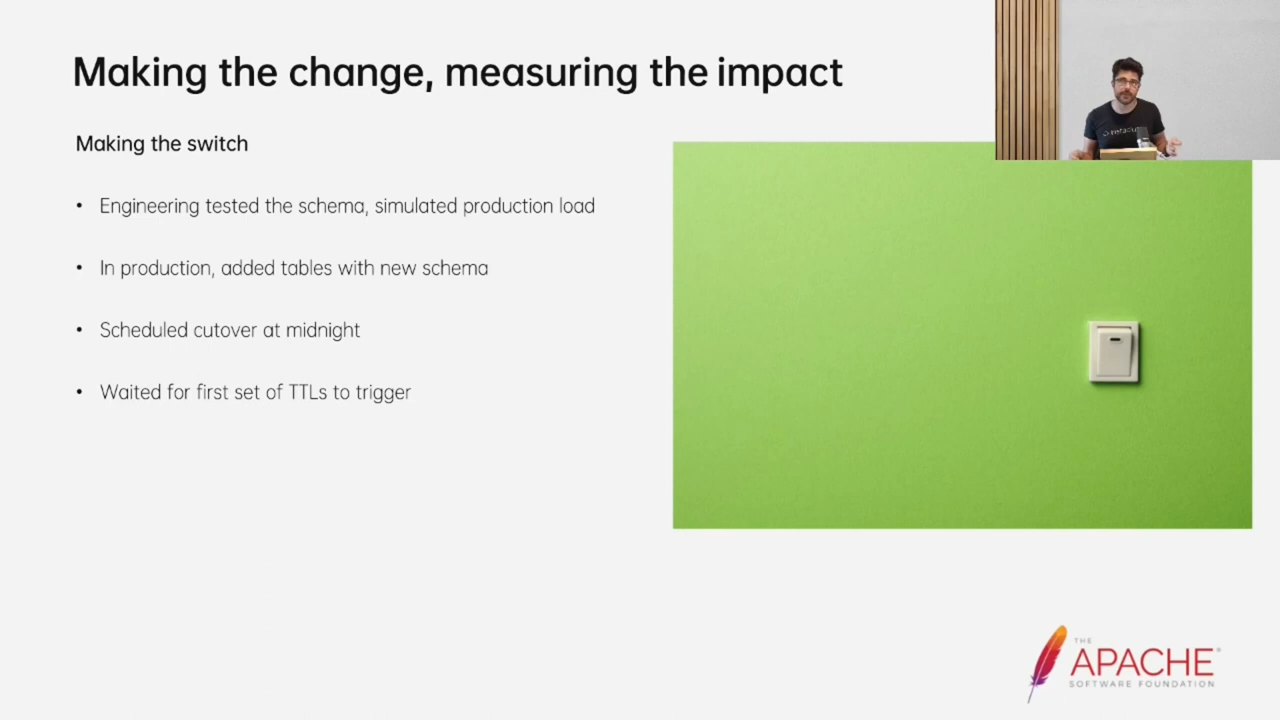 Making the change, measuring the impact
Making the switch
• Engineering tested the schema, simulated production load
• In production, added tables with new schema
• Scheduled cutover at midnight
• Waited for first set of TTLs to trigger
THE
APACHE®
SOFTWARE FOUNDATION